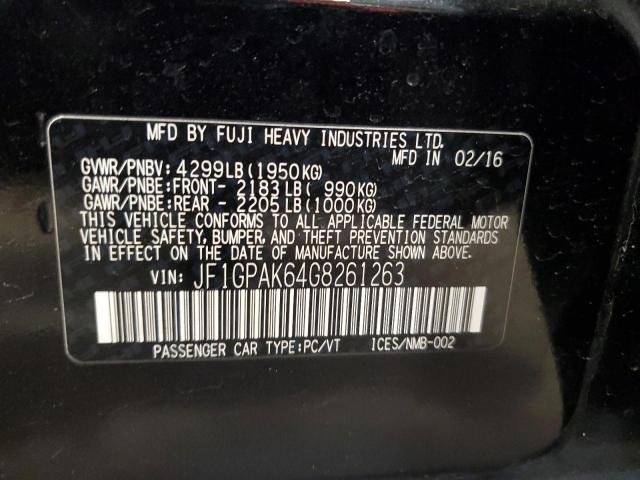 MFD BY FUJI HEAVY INDUSTRIES LTD.
MFD IN 02/16
GVWR/PNBV: 4299LB(1950KG)
GAWR/PNBE:FRONT- 2183LB( 990KG)
GAWR/PNBE:REAR - 2205LB(1000KG)
THIS VEHICLE CONFORMS TO ALL APPLICABLE FEDERAL MOTOR
VEHICLE SAFETY, BUMPER, AND THEFT PREVENTION STANDARDS
IN EFFECT ON THE DATE OF MANUFACTURE SHOWN ABOVE.
VIN: JF1GPAK64G8261263
PASSENGER CAR TYPE:PC/VT ICES/NMB-002